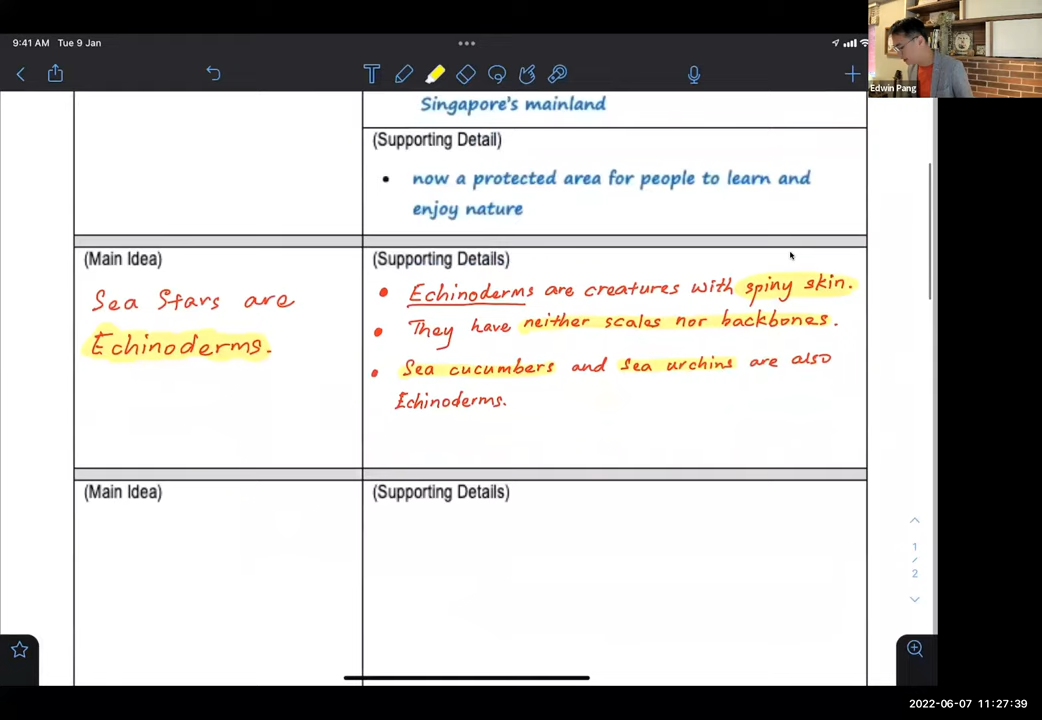 9:41 AM Tue 9 Jan
Edwin Pang
Singapore's mainland
(Supporting Detail)
• now a protected area for people to learn and
enjoy nature
(Main Idea)
Sea Stars are
Echinoderms.
(Supporting Details)
• Echinoderms are creatures with spiny skin.
• They have neither scales nor backbones.
• Sea cucumbers and sea urchins are also
Echinoderms.
(Main Idea)
(Supporting Details)
1
/
2
2022-06-07 11:27:39